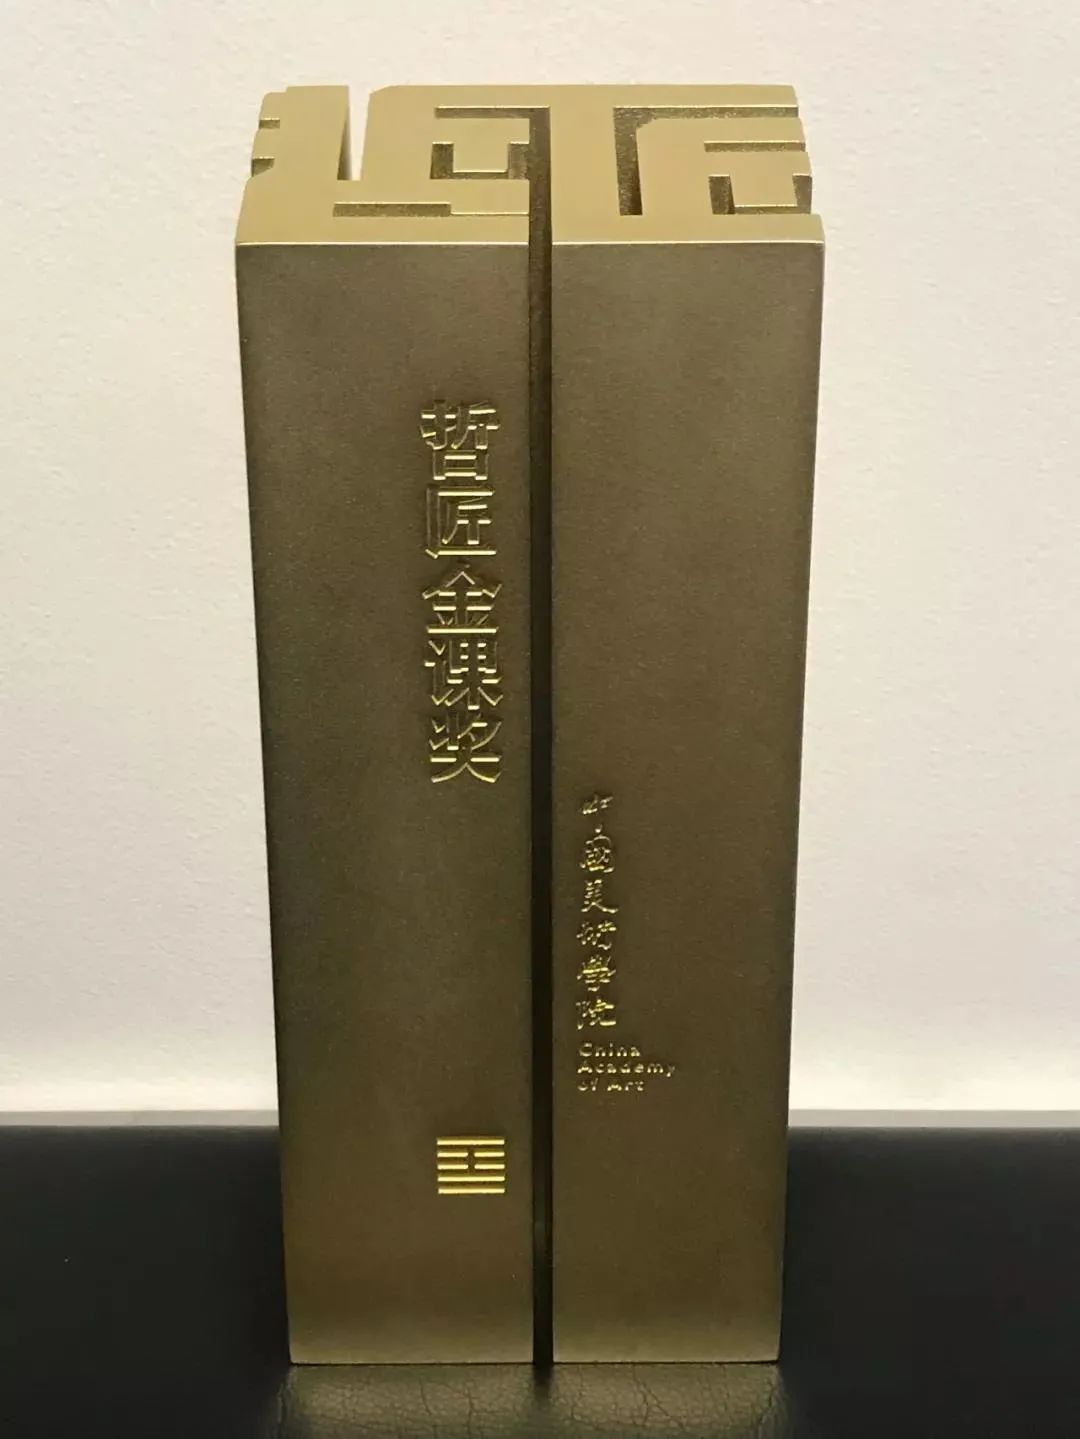 哲匠金课奖
中國美術學院
China
Academy
of Art